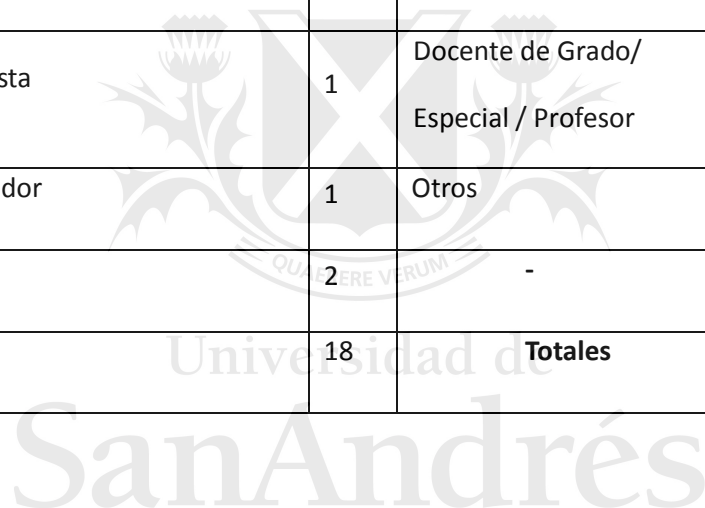 sta
1
Docente de Grado/
Especial / Profesor
dor
1
Otros
QUAERERE VERUM
2
-
18
Totales
Universidad de
SanAndrés